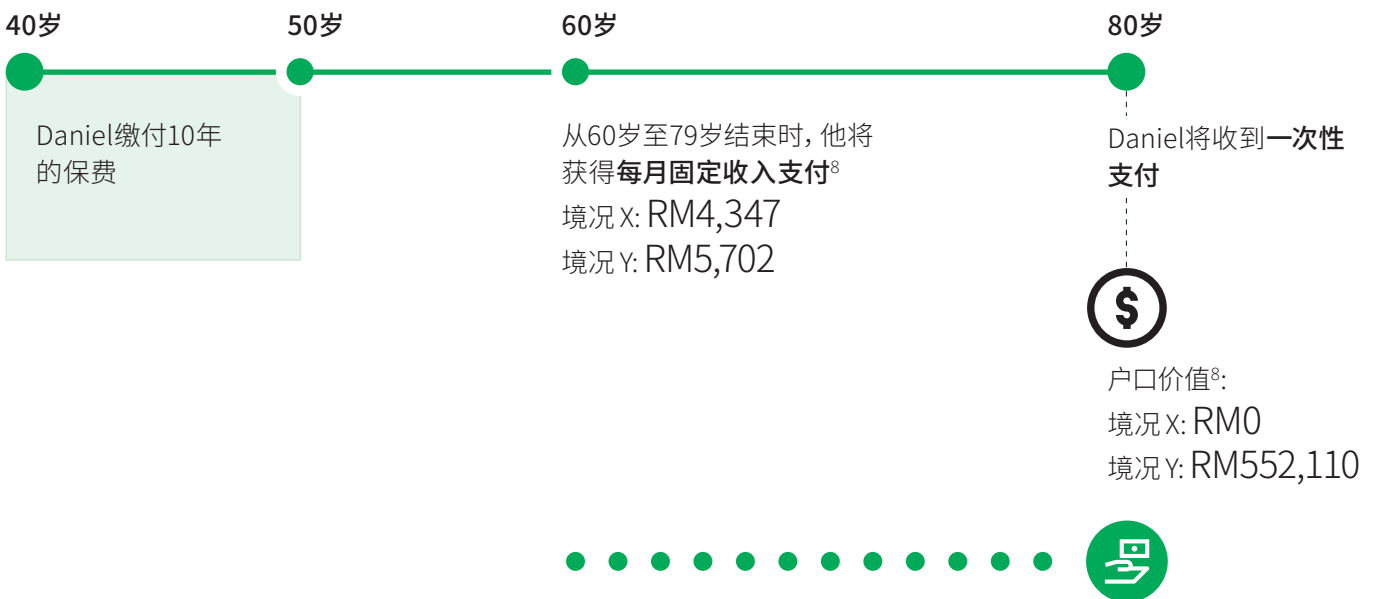 40岁
50岁
60岁
80岁
Daniel缴付10年
的保费
从60岁至79岁结束时, 他将
获得每月固定收入支付⁸
境况 X: RM4,347
境况 Y: RM5,702
Daniel将收到一次性
支付
$
户口价值⁸:
境况 X: RM0
境况 Y: RM552,110